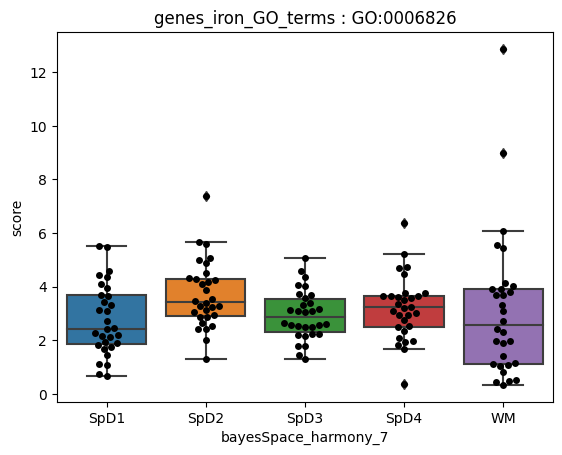 genes_iron_GO_terms : GO:0006826
12
10
8
6
4
2
0
score
SpD1 SpD2 SpD3 SpD4 WM
bayesSpace_harmony_7